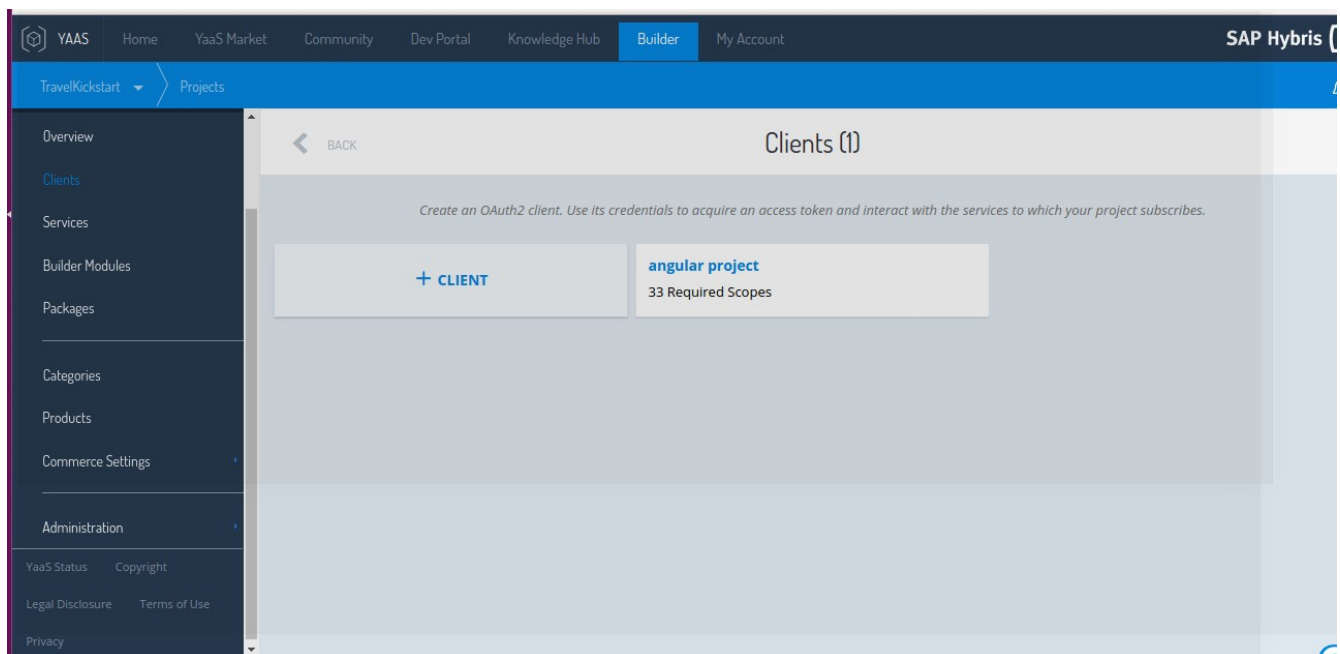 YAAS Home YaaS Market Community Dev Portal Knowledge Hub Builder My Account SAP Hybris
TravelKickstart Projects
Overview
Clients
Services
Builder Modules
Packages
Categories
Products
Commerce Settings
Administration
YaaS Status Copyright
Legal Disclosure Terms of Use
Privacy
BACK Clients (1)
Create an OAuth2 client. Use its credentials to acquire an access token and interact with the services to which your project subscribes.
+ CLIENT
angular project
33 Required Scopes